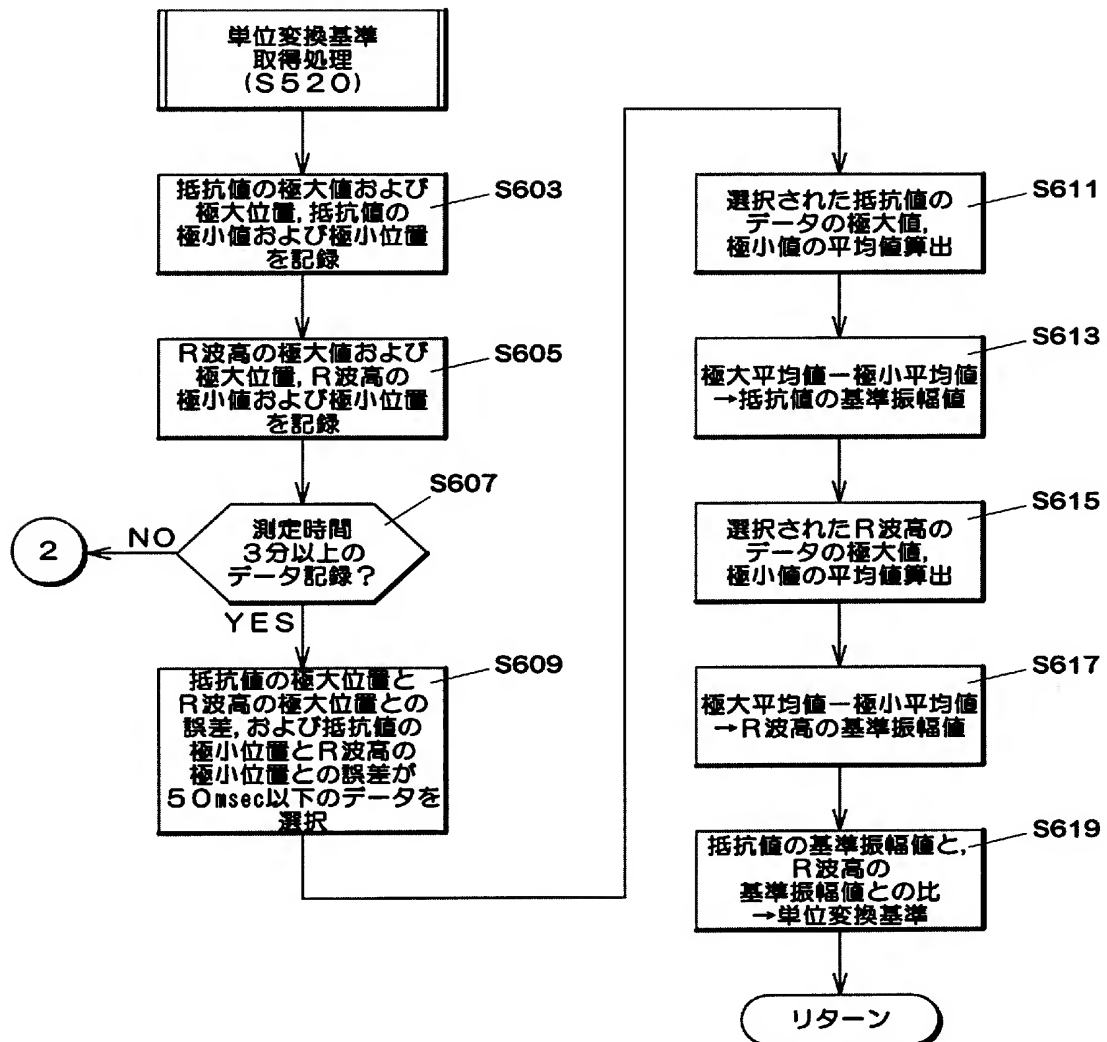 単位変換基準
取得処理
(S520)
抵抗値の極大値および
極大位置,抵抗値の
極小値および極小位置
を記録
S603
R波高の極大値および
極大位置,R波高の
極小値および極小位置
を記録
S605
S607
測定時間
3分以上の
データ記録?
NO
2
YES
抵抗値の極大位置と
R波高の極大位置との
誤差,および抵抗値の
極小位置とR波高の
極小位置との誤差が
50msec以下のデータを
選択
S609
選択された抵抗値の
データの極大値,
極小値の平均値算出
S611
極大平均値-極小平均値
→抵抗値の基準振幅値
S613
選択されたR波高の
データの極大値,
極小値の平均値算出
S615
極大平均値-極小平均値
→R波高の基準振幅値
S617
抵抗値の基準振幅値と,
R波高の
基準振幅値との比
→単位変換基準
S619
リターン